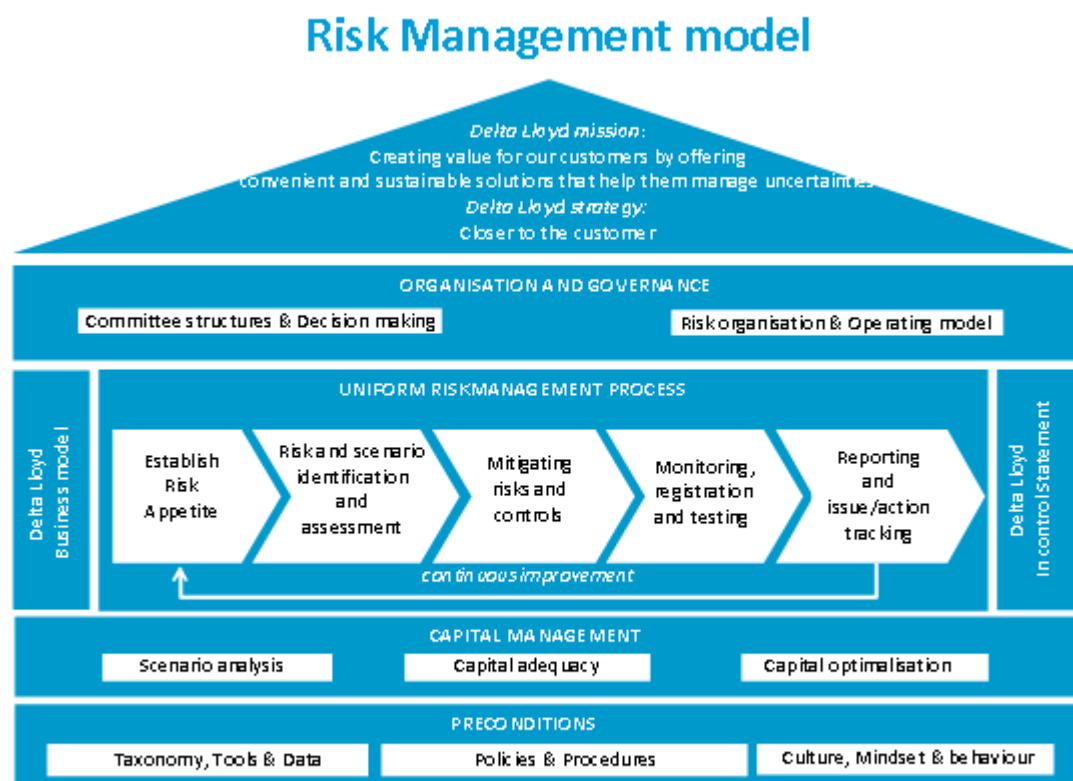 Risk Management model
Delta Lloyd mission:
Creating value for our customers by offering
convenient and sustainable solutions that help them manage uncertainties
Delta Lloyd strategy:
Closer to the customer
ORGANISATION AND GOVERNANCE
Committee structures & Decision making
Risk organisation & Operating model
Delta Lloyd
Business model
UNIFORM RISKMANAGEMENT PROCESS
Establish
Risk
Appetite
Risk and scenario
identification
and
assessment
Mitigating
risks and
controls
Monitoring,
registration
and testing
Reporting
and
issue/action
tracking
continuous improvement
Delta Lloyd
In control Statement
CAPITAL MANAGEMENT
Scenario analysis
Capital adequacy
Capital optimalisation
PRECONDITIONS
Taxonomy, Tools & Data
Policies & Procedures
Culture, Mindset & behaviour